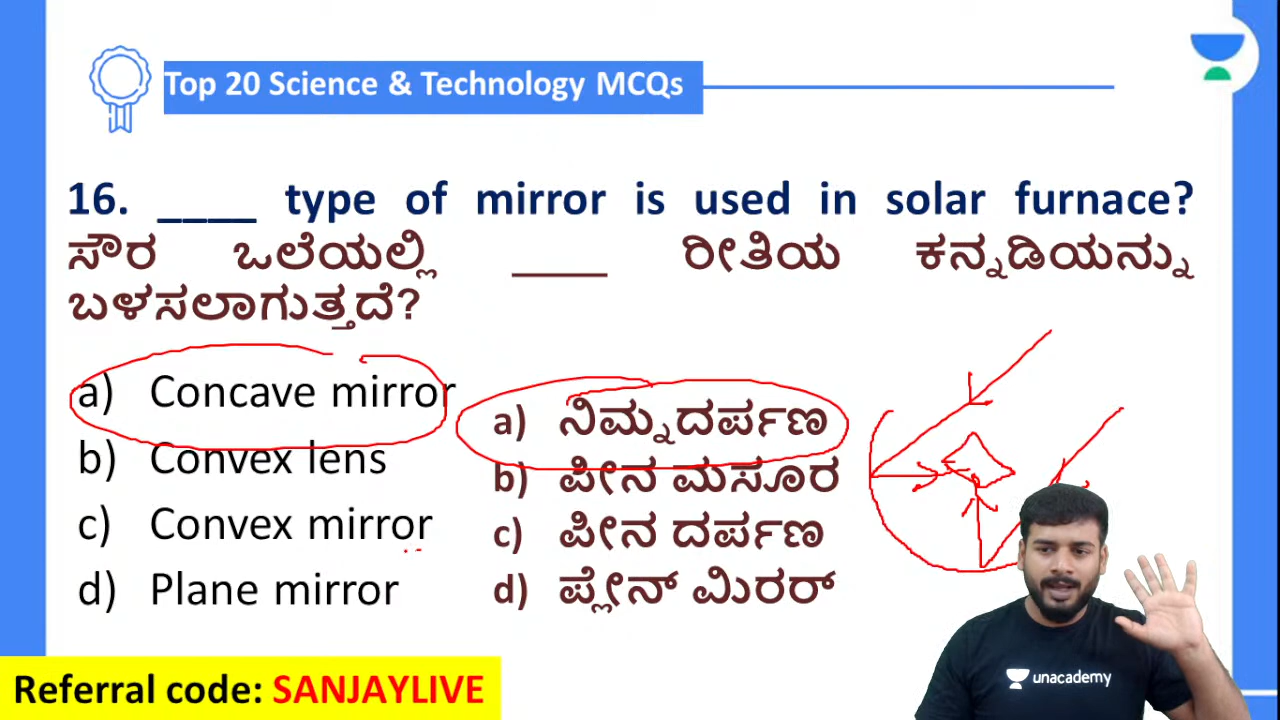 Top 20 Science & Technology MCQs
16. ____ type of mirror is used in solar furnace?
ಸೌರ ಒಲೆಯಲ್ಲಿ ____ ರೀತಿಯ ಕನ್ನಡಿಯನ್ನು
ಬಳಸಲಾಗುತ್ತದೆ?
a) Concave mirror
b) Convex lens
c) Convex mirror
d) Plane mirror
a) ನಿಮ್ನದರ್ಪಣ
b) ಪೀನ ಮಸೂರ
c) ಪೀನ ದರ್ಪಣ
d) ಪ್ಲೇನ್ ಮಿರರ್
unacademy
Referral code: SANJAYLIVE